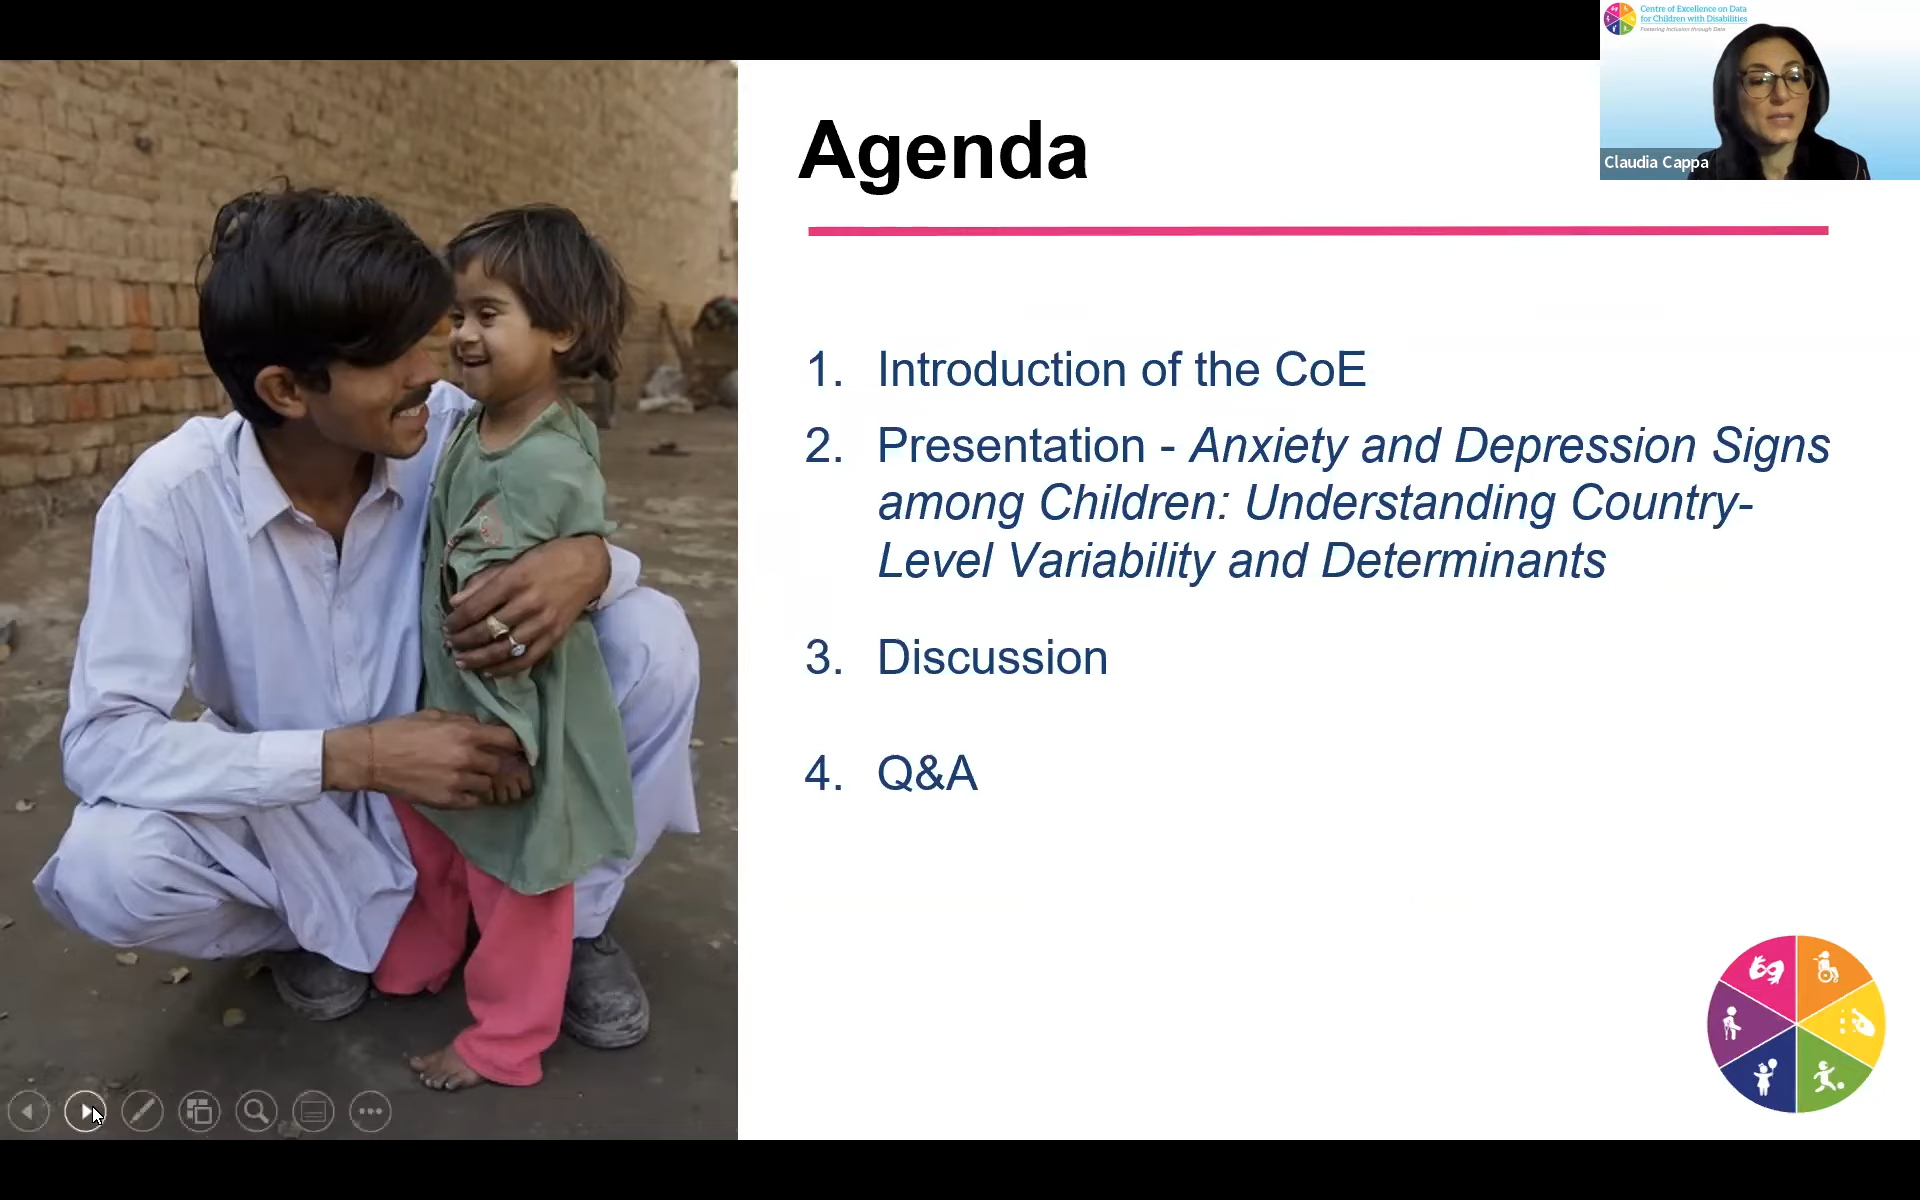 Centre of Excellence on Data
for Children with Disabilities
Fostering Inclusion through Data
Claudia Cappa
Agenda
1. Introduction of the CoE
2. Presentation - Anxiety and Depression Signs
among Children: Understanding Country-
Level Variability and Determinants
3. Discussion
4. Q&A